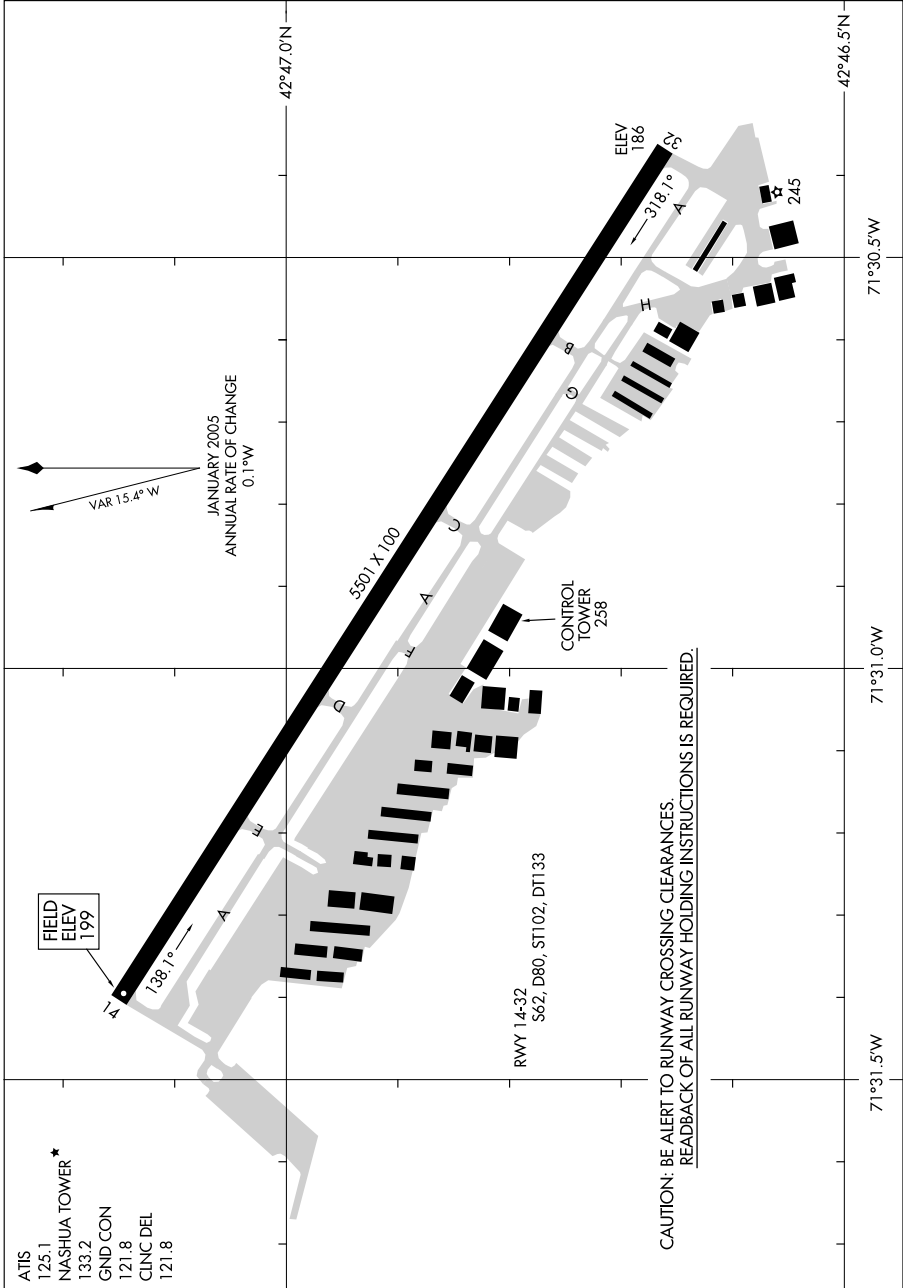 ATIS
125.1
NASHUA TOWER★
133.2
GND CON
121.8
CLNC DEL
121.8
FIELD
ELEV
199
14
138.1°
A
E
D
F
A
5501 X 100
C
G
B
H
A
318.1°
32
ELEV
186
245
VAR 15.4° W
JANUARY 2005
ANNUAL RATE OF CHANGE
0.1°W
42°47.0'N
42°46.5'N
CONTROL
TOWER
258
RWY 14-32
S62, D80, ST102, DT133
CAUTION: BE ALERT TO RUNWAY CROSSING CLEARANCES.
READBACK OF ALL RUNWAY HOLDING INSTRUCTIONS IS REQUIRED.
71°31.5'W
71°31.0'W
71°30.5'W